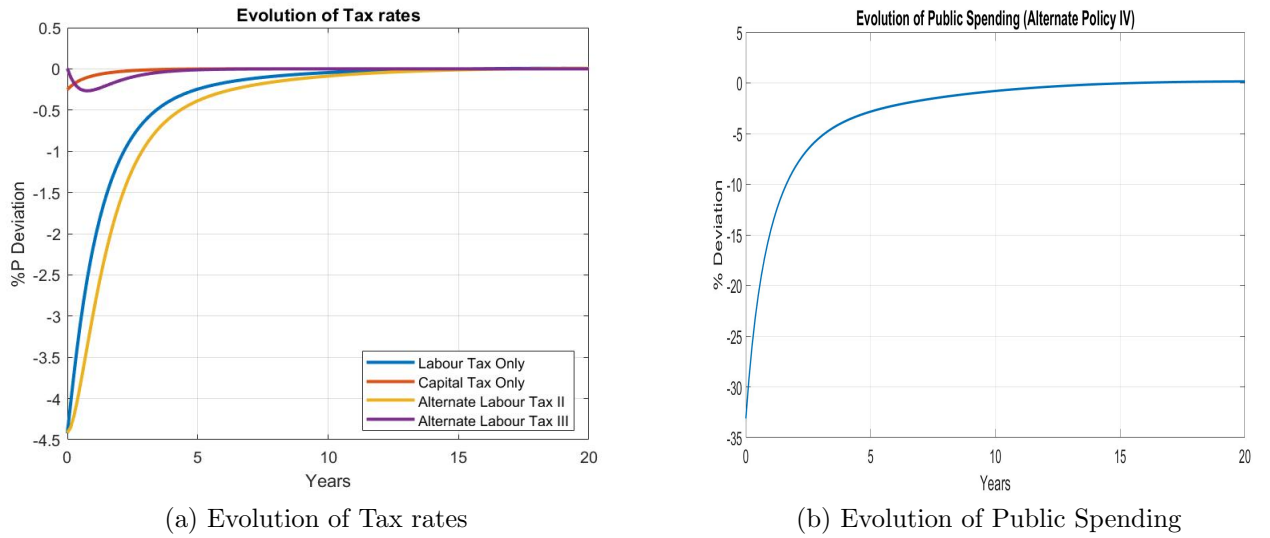 Evolution of Tax rates
0.5
0
-0.5
-1
-1.5
-2
-2.5
-3
-3.5
-4
-4.5
%P Deviation
0 5 10 15 20
Years
Labour Tax Only
Capital Tax Only
Alternate Labour Tax II
Alternate Labour Tax III
(a) Evolution of Tax rates
Evolution of Public Spending (Alternate Policy IV)
5
0
-5
-10
-15
-20
-25
-30
-35
% Deviation
0 5 10 15 20
Years
(b) Evolution of Public Spending